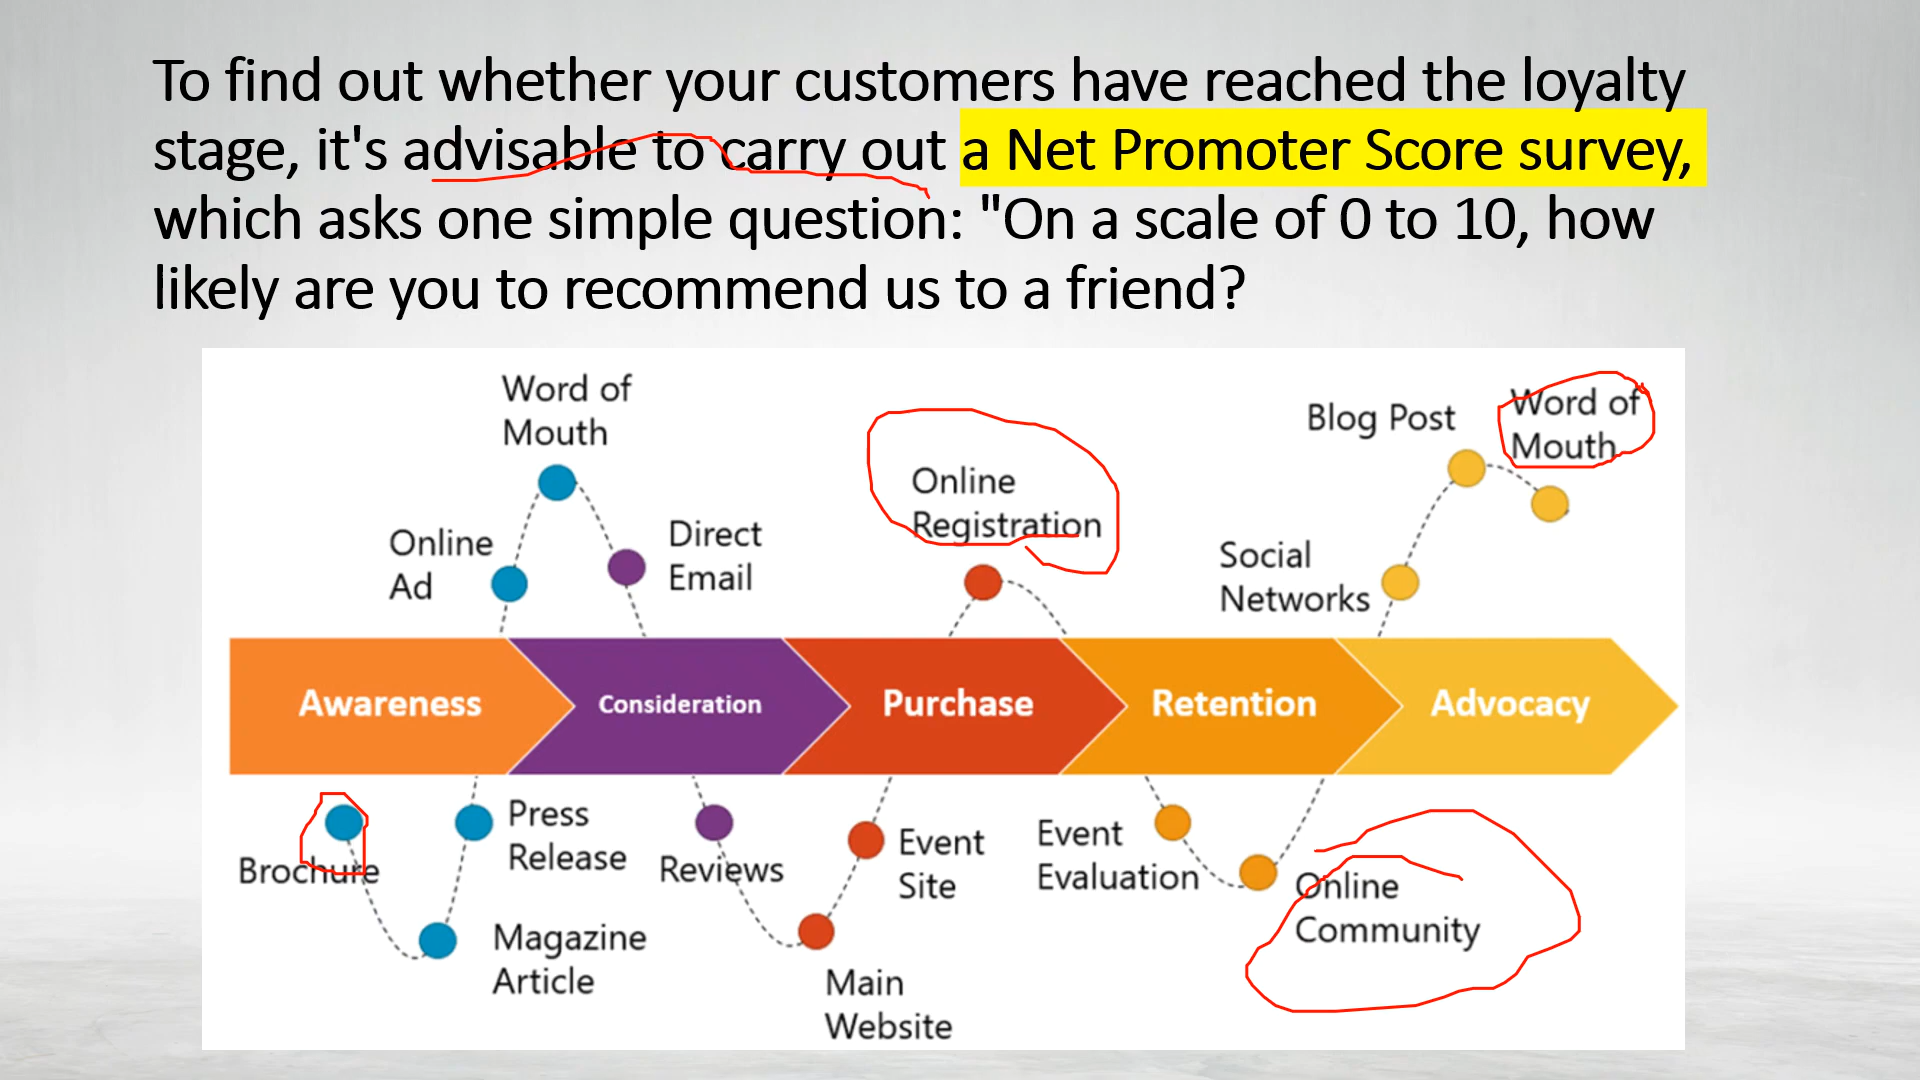 To find out whether your customers have reached the loyalty
stage, it's advisable to carry out a Net Promoter Score survey,
which asks one simple question: "On a scale of 0 to 10, how
likely are you to recommend us to a friend?
Word of
Mouth
Online
Ad
Direct
Email
Online
Registration
Social
Networks
Blog Post
Word of
Mouth
Awareness
Consideration
Purchase
Retention
Advocacy
Brochure
Magazine
Article
Press
Release
Reviews
Main
Website
Event
Site
Event
Evaluation
Online
Community